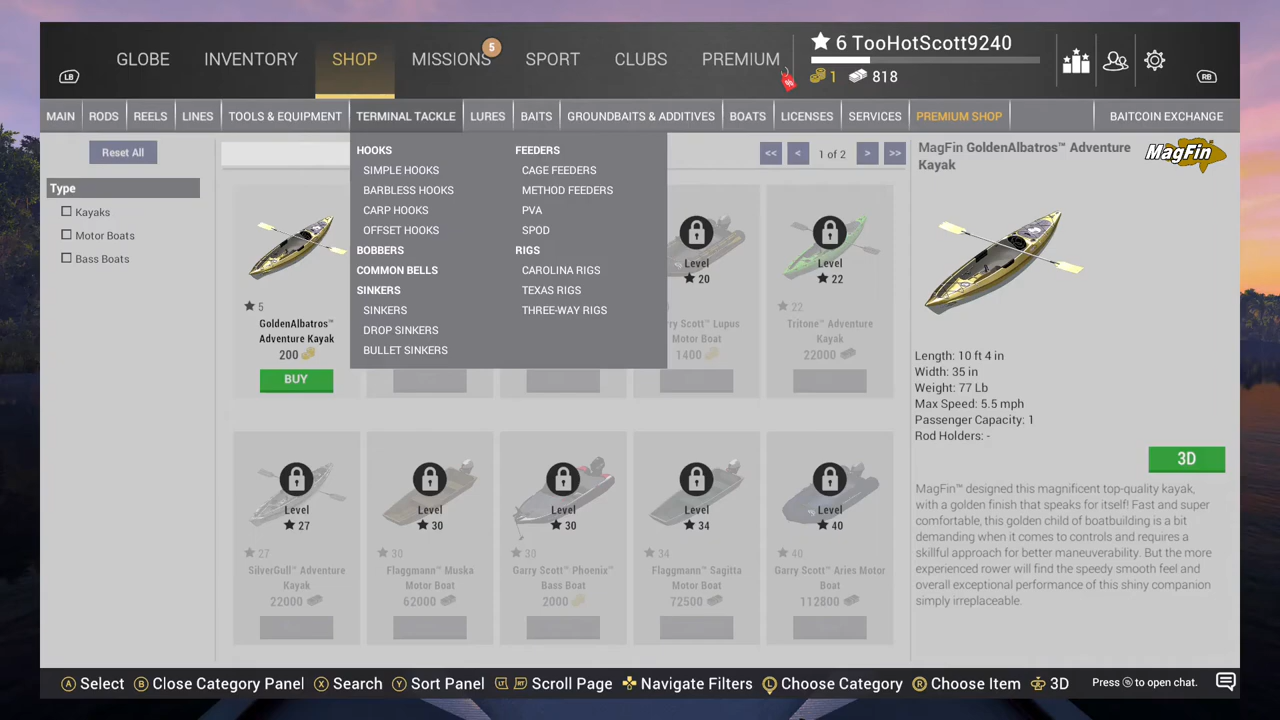 GLOBE INVENTORY SHOP MISSIONS 5 SPORT CLUBS PREMIUM
6 TooHotScott9240
1 818
LB RB
MAIN RODS REELS LINES TOOLS & EQUIPMENT TERMINAL TACKLE LURES BAITS GROUNDBAITS & ADDITIVES BOATS LICENSES SERVICES PREMIUM SHOP BAITCOIN EXCHANGE
Reset All
Type
Kayaks
Motor Boats
Bass Boats
HOOKS
SIMPLE HOOKS
BARBLESS HOOKS
CARP HOOKS
OFFSET HOOKS
BOBBERS
COMMON BELLS
SINKERS
SINKERS
DROP SINKERS
BULLET SINKERS
FEEDERS
CAGE FEEDERS
METHOD FEEDERS
PVA
SPOD
RIGS
CAROLINA RIGS
TEXAS RIGS
THREE-WAY RIGS
<< < 1 of 2 > >>
5
GoldenAlbatros™
Adventure Kayak
200
BUY
Level
20
rry Scott™ Lupus
Motor Boat
1400
Level
22
22
Tritone™ Adventure
Kayak
22000
Level
27
27
SilverGull™ Adventure
Kayak
22000
Level
30
30
Flaggmann™ Muska
Motor Boat
62000
Level
30
30
Garry Scott™ Phoenix™
Bass Boat
2000
Level
34
34
Flaggmann™ Sagitta
Motor Boat
72500
Level
40
40
Garry Scott™ Aries Motor
Boat
112800
MagFin GoldenAlbatros™ Adventure
Kayak
MagFin
Length: 10 ft 4 in
Width: 35 in
Weight: 77 Lb
Max Speed: 5.5 mph
Passenger Capacity: 1
Rod Holders: -
3D
MagFin™ designed this magnificent top-quality kayak,
with a golden finish that speaks for itself! Fast and super
comfortable, this golden child of boatbuilding is a bit
demanding when it comes to controls and requires a
skillful approach for better maneuverability. But the more
experienced rower will find the speedy smooth feel and
overall exceptional performance of this shiny companion
simply irreplaceable.
A Select B Close Category Panel X Search Y Sort Panel LT RT Scroll Page Navigate Filters L Choose Category R Choose Item 3D Press to open chat.